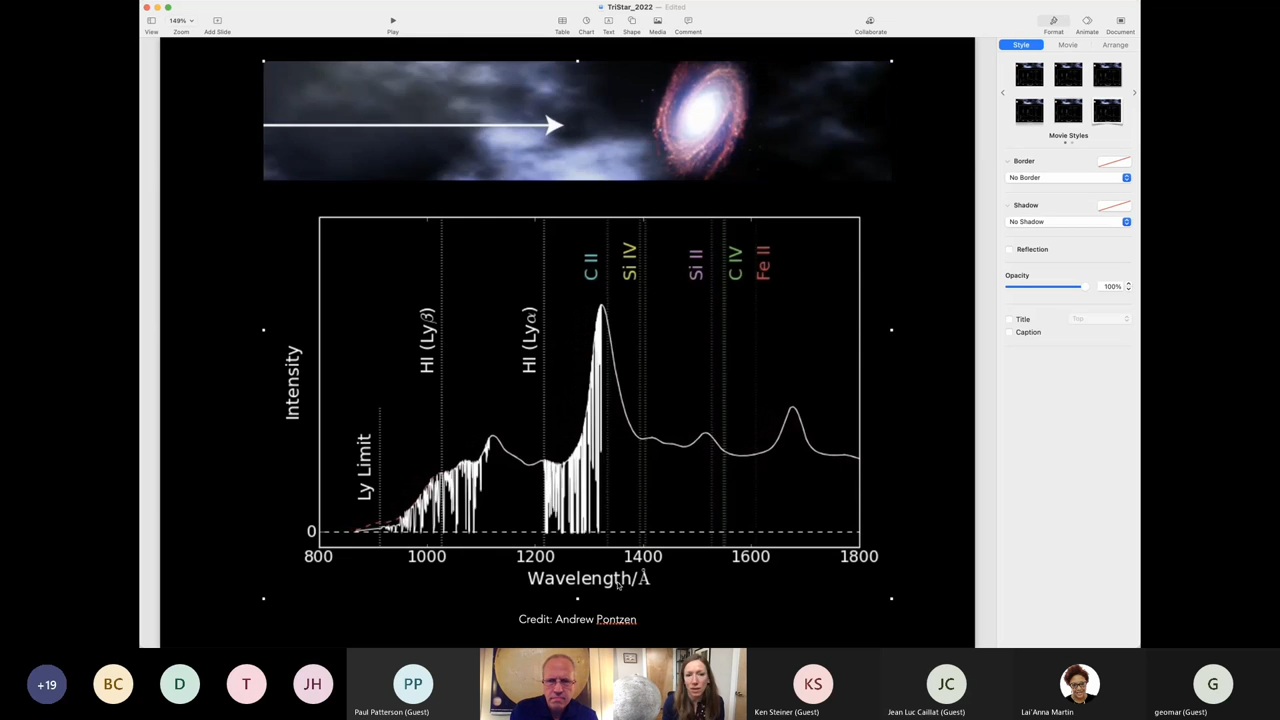 TriStar_2022 — Edited
149%
View
Zoom
Add Slide
Play
Table
Chart
Text
Shape
Media
Comment
Collaborate
Format
Animate
Document
Style
Movie
Arrange
Movie Styles
Border
No Border
Shadow
No Shadow
Reflection
Opacity
100%
Title
Top
Caption
C II
Si IV
Si II
C IV
Fe II
HI (Lyβ)
HI (Lyα)
Ly Limit
Intensity
0
800
1000
1200
1400
1600
1800
Wavelength/Å
Credit: Andrew Pontzen
+19
BC
D
T
JH
PP
Paul Patterson (Guest)
KS
Ken Steiner (Guest)
JC
Jean Luc Caillat (Guest)
Lai'Anna Martin
G
geomar (Guest)